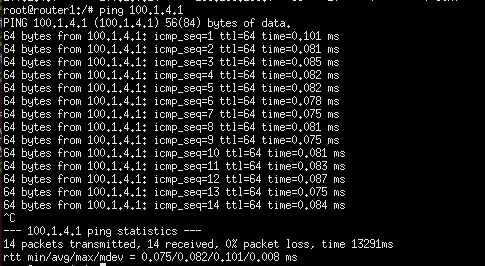 root@router1:/# ping 100.1.4.1
PING 100.1.4.1 (100.1.4.1) 56(84) bytes of data.
64 bytes from 100.1.4.1: icmp_seq=1 ttl=64 time=0.101 ms
64 bytes from 100.1.4.1: icmp_seq=2 ttl=64 time=0.081 ms
64 bytes from 100.1.4.1: icmp_seq=3 ttl=64 time=0.085 ms
64 bytes from 100.1.4.1: icmp_seq=4 ttl=64 time=0.082 ms
64 bytes from 100.1.4.1: icmp_seq=5 ttl=64 time=0.082 ms
64 bytes from 100.1.4.1: icmp_seq=6 ttl=64 time=0.078 ms
64 bytes from 100.1.4.1: icmp_seq=7 ttl=64 time=0.075 ms
64 bytes from 100.1.4.1: icmp_seq=8 ttl=64 time=0.081 ms
64 bytes from 100.1.4.1: icmp_seq=9 ttl=64 time=0.075 ms
64 bytes from 100.1.4.1: icmp_seq=10 ttl=64 time=0.081 ms
64 bytes from 100.1.4.1: icmp_seq=11 ttl=64 time=0.083 ms
64 bytes from 100.1.4.1: icmp_seq=12 ttl=64 time=0.087 ms
64 bytes from 100.1.4.1: icmp_seq=13 ttl=64 time=0.075 ms
64 bytes from 100.1.4.1: icmp_seq=14 ttl=64 time=0.084 ms
^C
--- 100.1.4.1 ping statistics ---
14 packets transmitted, 14 received, 0% packet loss, time 13291ms
rtt min/avg/max/mdev = 0.075/0.082/0.101/0.008 ms